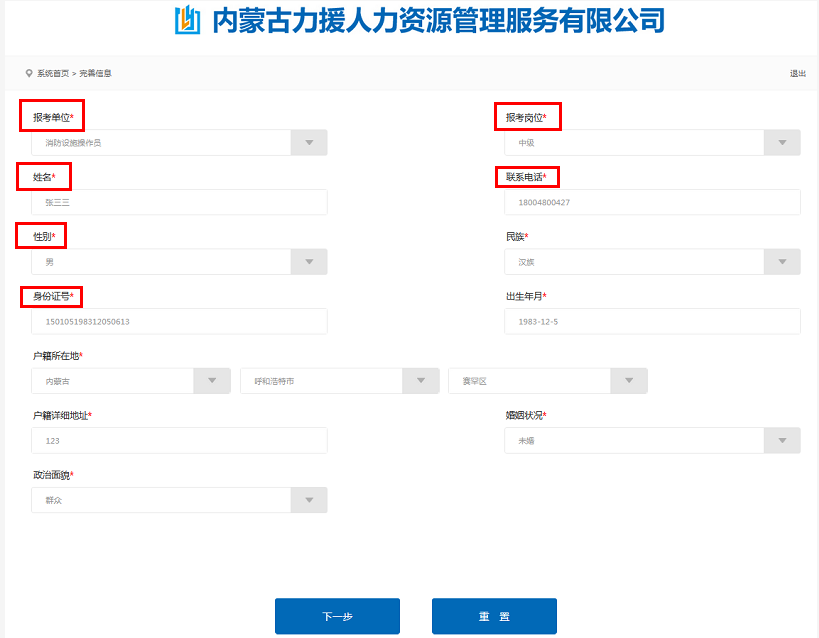 内蒙古力援人力资源管理服务有限公司
系统首页 > 完善信息 退出
报考单位* 报考岗位*
消防设施操作员 中级
姓名* 联系电话*
张三三 18004800427
性别* 民族*
男 汉族
身份证号* 出生年月*
150105198312050613 1983-12-5
户籍所在地*
内蒙古 呼和浩特市 赛罕区
户籍详细地址* 婚姻状况*
123 未婚
政治面貌*
群众
下一步 重 置